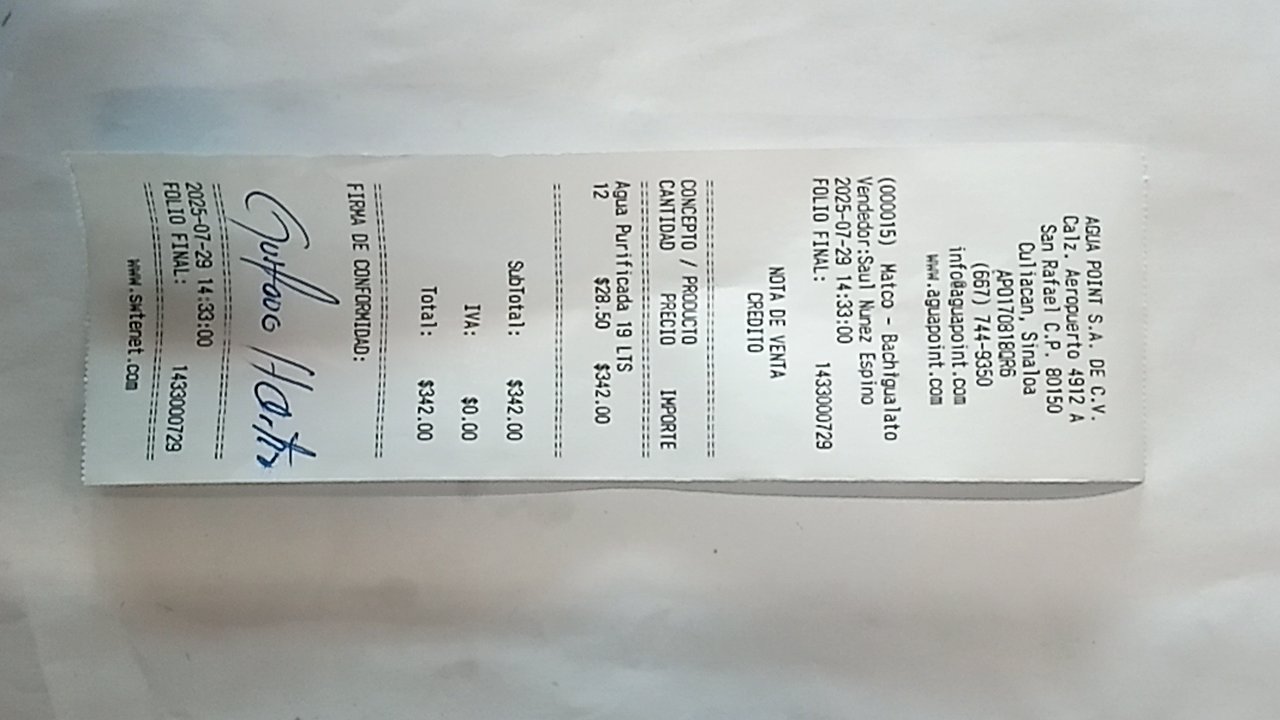 AGUA POINT S.A. DE C.V.
Calz. Aeropuerto 4912 A
San Rafael C.P. 80150
Culiacan, Sinaloa
APO170818QR6
(667) 744-9350
info@aguapoint.com
www.aguapoint.com
(000015) Matco - Bachigualato
Vendedor:Saul Nunez Espino
2025-07-29 14:33:00
FOLIO FINAL: 1433000729
NOTA DE VENTA
CREDITO
==============================
CONCEPTO / PRODUCTO
CANTIDAD PRECIO IMPORTE
==============================
Agua Purificada 19 LTS
12 $28.50 $342.00
==============================
SubTotal: $342.00
IVA: $0.00
Total: $342.00
==============================
FIRMA DE CONFORMIDAD:
==============================
2025-07-29 14:33:00
FOLIO FINAL: 1433000729
==============================
www.swtenet.com